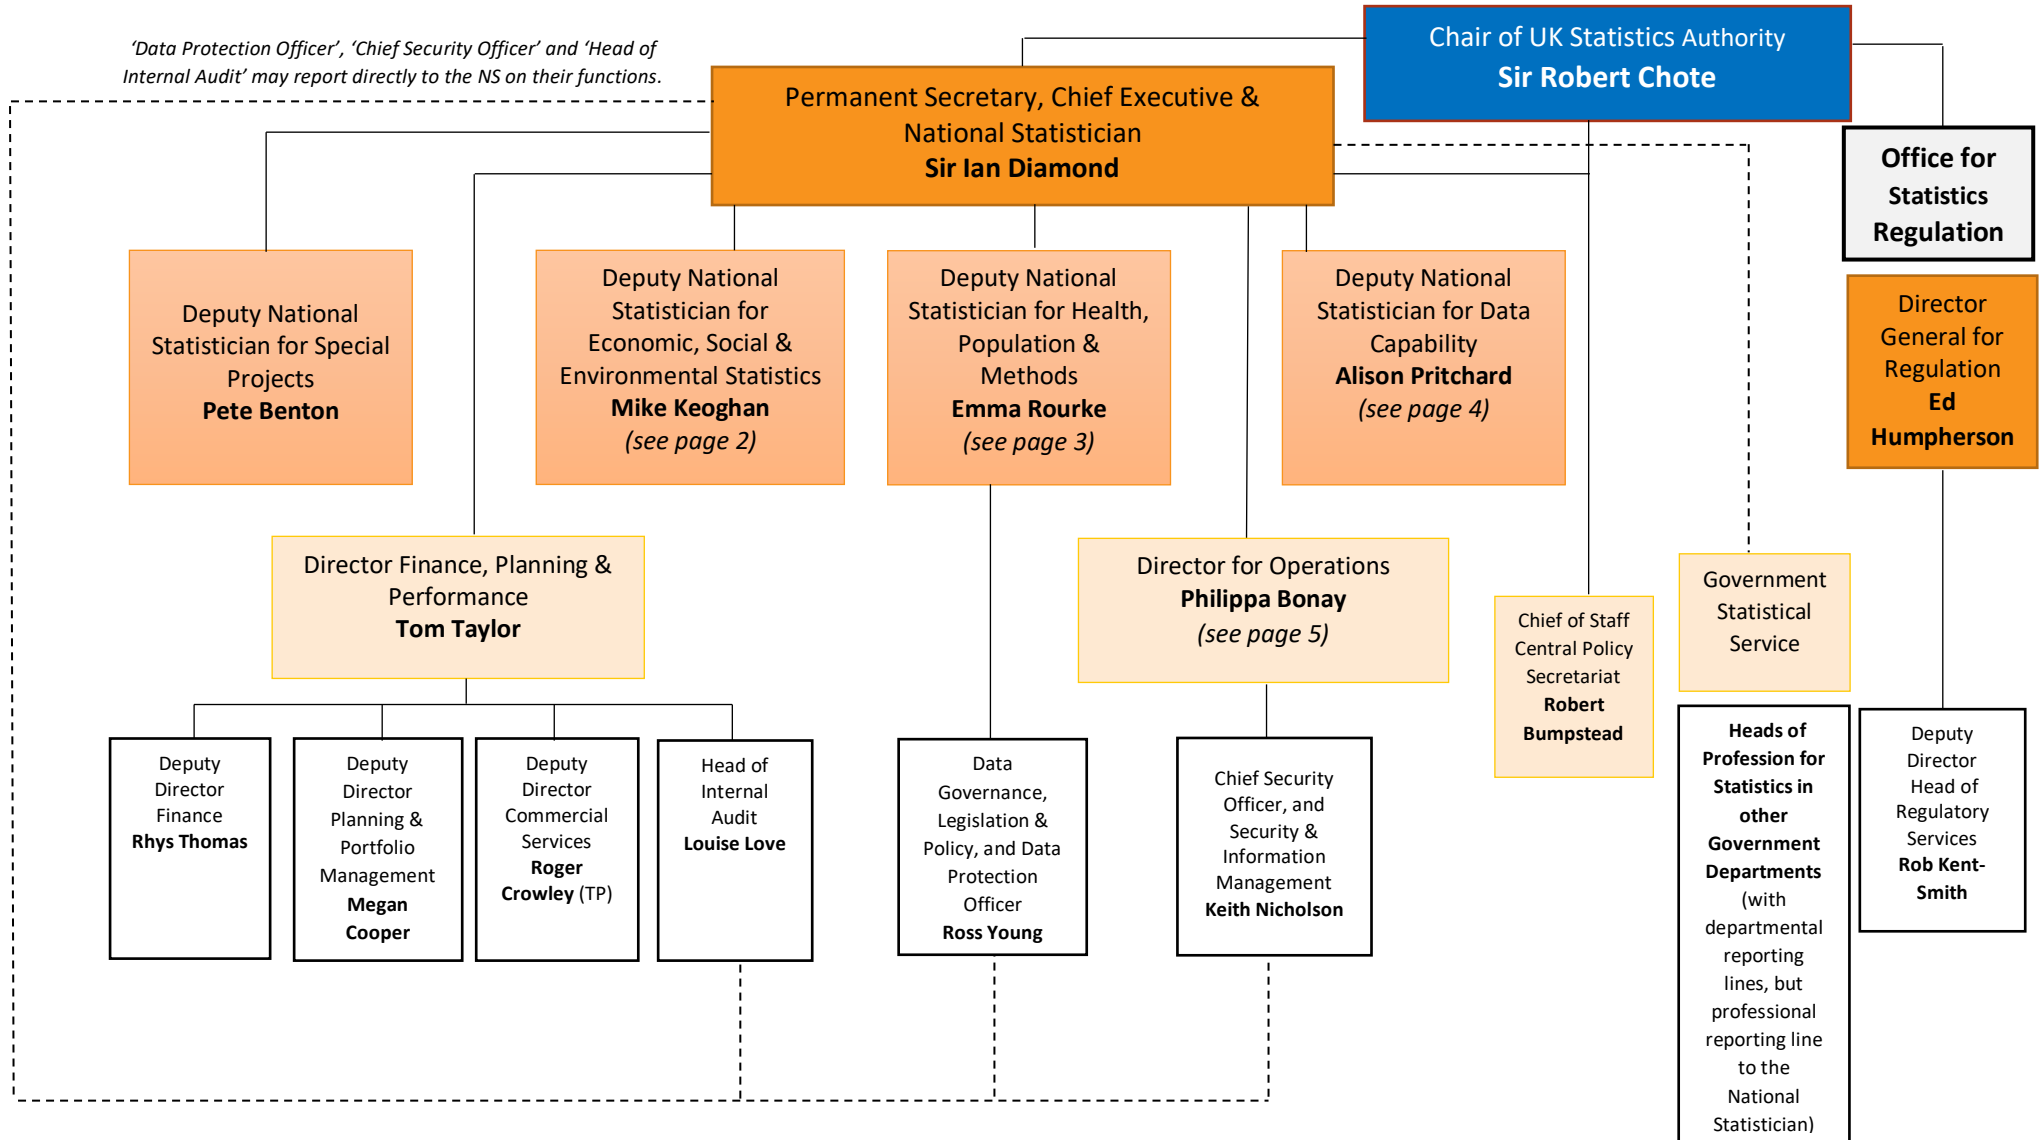 ‘Data Protection Officer’, ‘Chief Security Officer’ and ‘Head of
Internal Audit’ may report directly to the NS on their functions.
Chair of UK Statistics Authority
Sir Robert Chote
Permanent Secretary, Chief Executive &
National Statistician
Sir Ian Diamond
Office for
Statistics
Regulation
Deputy National
Statistician for Special
Projects
Pete Benton
Deputy National
Statistician for
Economic, Social &
Environmental Statistics
Mike Keoghan
(see page 2)
Deputy National
Statistician for Health,
Population &
Methods
Emma Rourke
(see page 3)
Deputy National
Statistician for Data
Capability
Alison Pritchard
(see page 4)
Director
General for
Regulation
Ed
Humpherson
Director Finance, Planning &
Performance
Tom Taylor
Director for Operations
Philippa Bonay
(see page 5)
Chief of Staff
Central Policy
Secretariat
Robert
Bumpstead
Government
Statistical
Service
Deputy
Director
Finance
Rhys Thomas
Deputy
Director
Planning &
Portfolio
Management
Megan
Cooper
Deputy
Director
Commercial
Services
Roger
Crowley (TP)
Head of
Internal
Audit
Louise Love
Data
Governance,
Legislation &
Policy, and Data
Protection
Officer
Ross Young
Chief Security
Officer, and
Security &
Information
Management
Keith Nicholson
Heads of
Profession for
Statistics in
other
Government
Departments
(with
departmental
reporting
lines, but
professional
reporting line
to the
National
Statistician)
Deputy
Director
Head of
Regulatory
Services
Rob Kent-
Smith